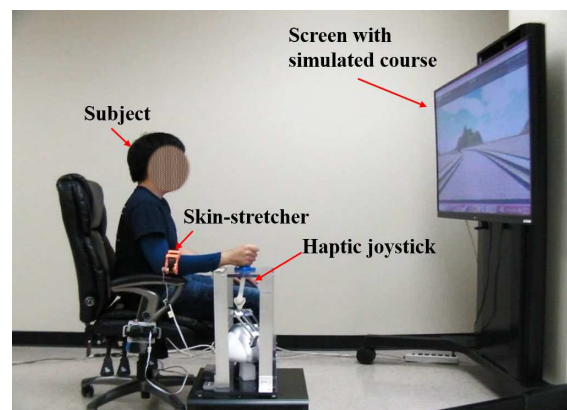 Screen with
simulated course
Subject
Skin-stretcher
Haptic joystick